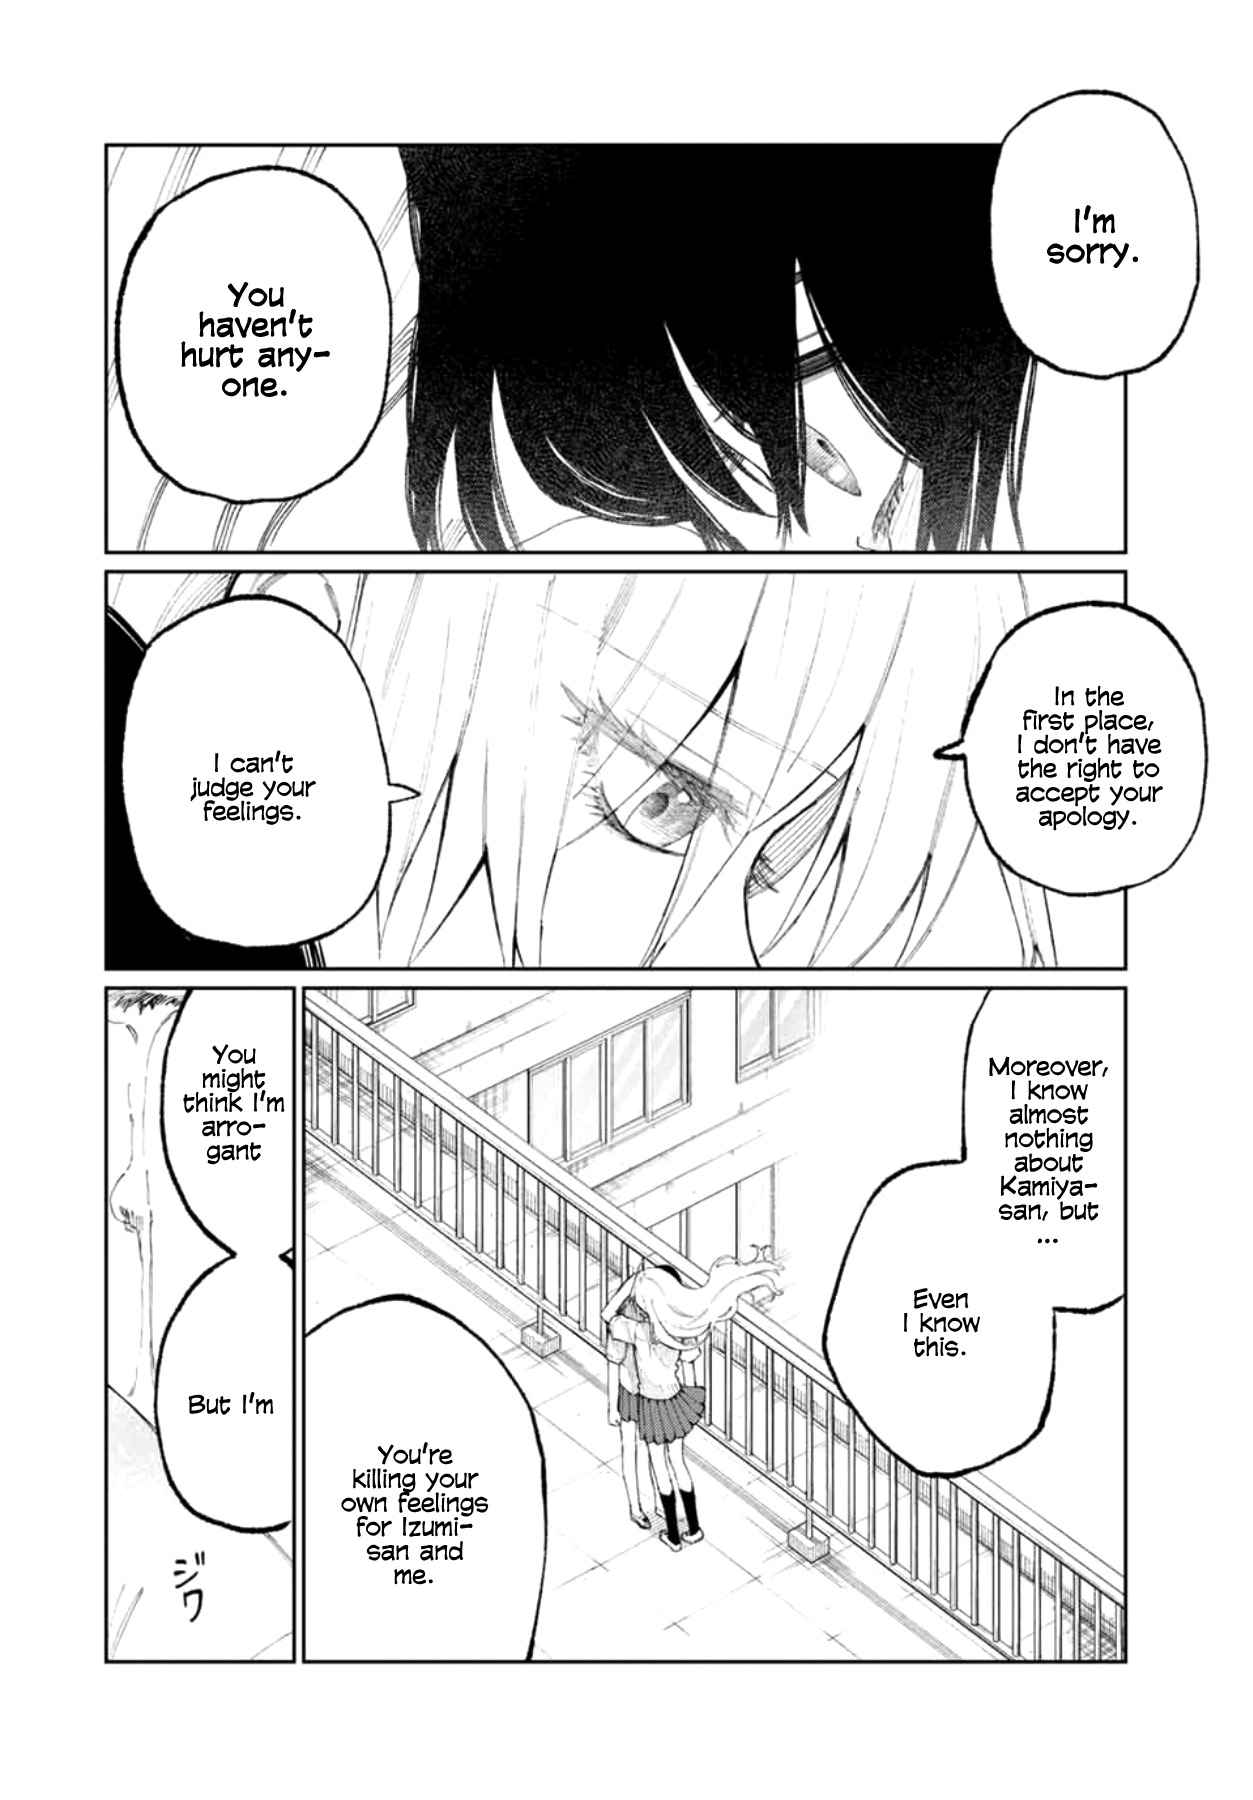 I'm
sorry.
You
haven't
hurt any-
one.
In the
first place,
I don't have
the right to
accept your
apology.
I can't
judge your
feelings.
Moreover,
I know
almost
nothing
about
Kamiya-
san, but
...
Even
I know
this.
You're
killing your
own feelings
for Izumi-
san and
me.
You
might
think I'm
arro-
gant
But I'm
ジワ